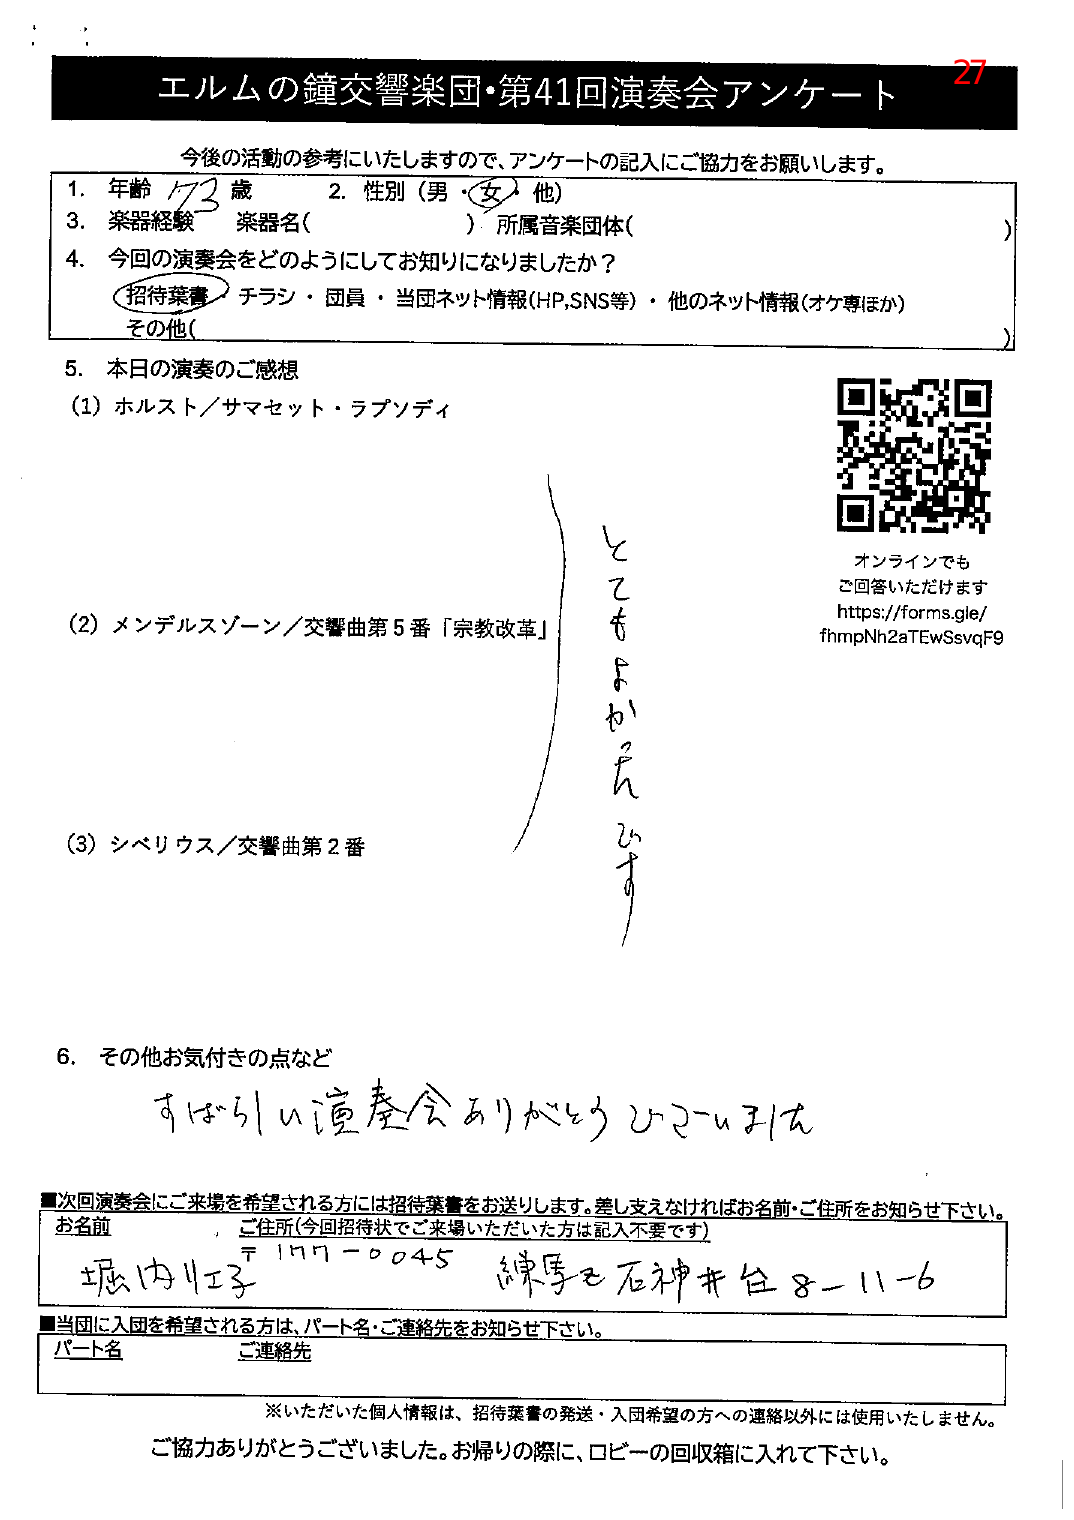 27
エルムの鐘交響楽団・第41回演奏会アンケート
今後の活動の参考にいたしますので、アンケートの記入にご協力をお願いします。
1. 年齢 73 歳 2. 性別（男・女・他）
3. 楽器経験 楽器名( ) 所属音楽団体( )
4. 今回の演奏会をどのようにしてお知りになりましたか？
招待葉書・チラシ・団員・当団ネット情報(HP,SNS等)・他のネット情報(オケ専ほか)
その他( )
5. 本日の演奏のご感想
(1) ホルスト／サマセット・ラプソディ
オンラインでも
ご回答いただけます
https://forms.gle/
fhmpNh2aTEwSsvqF9
(2) メンデルスゾーン／交響曲第5番「宗教改革」
とてもよかったです
(3) シベリウス／交響曲第2番
6. その他お気付きの点など
すばらしい演奏会ありがとうございました
■次回演奏会にご来場を希望される方には招待葉書をお送りします。差し支えなければお名前・ご住所をお知らせ下さい。
お名前 ご住所(今回招待状でご来場いただいた方は記入不要です)
〒177-0045
堀内 子 練馬区石神井台8-11-6
■当団に入団を希望される方は、パート名・ご連絡先をお知らせ下さい。
パート名 ご連絡先
※いただいた個人情報は、招待葉書の発送・入団希望の方への連絡以外には使用いたしません。
ご協力ありがとうございました。お帰りの際に、ロビーの回収箱に入れて下さい。